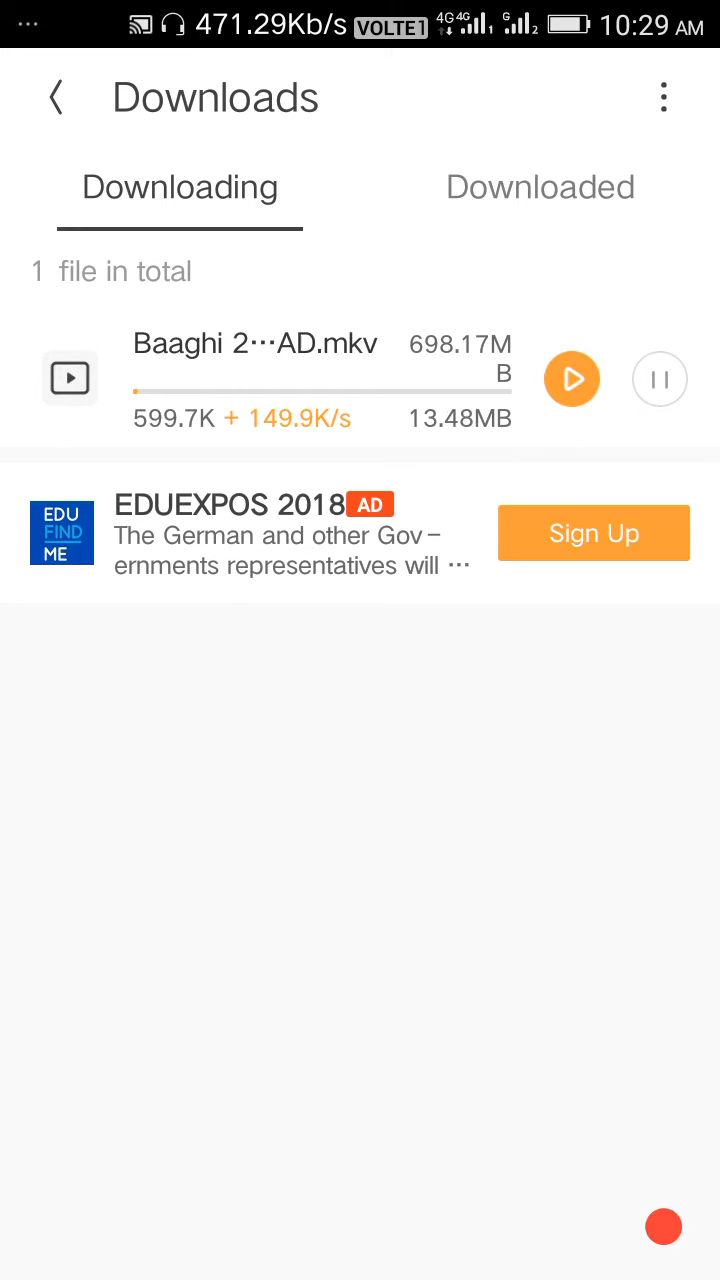 471.29Kb/s VOLTE1 4G 4G 1 G 2 10:29 AM
Downloads
Downloading Downloaded
1 file in total
Baaghi 2···AD.mkv 698.17M
B
599.7K + 149.9K/s 13.48MB
EDUEXPOS 2018 AD
The German and other Gov-
ernments representatives will ···
EDU
FIND
ME
Sign Up